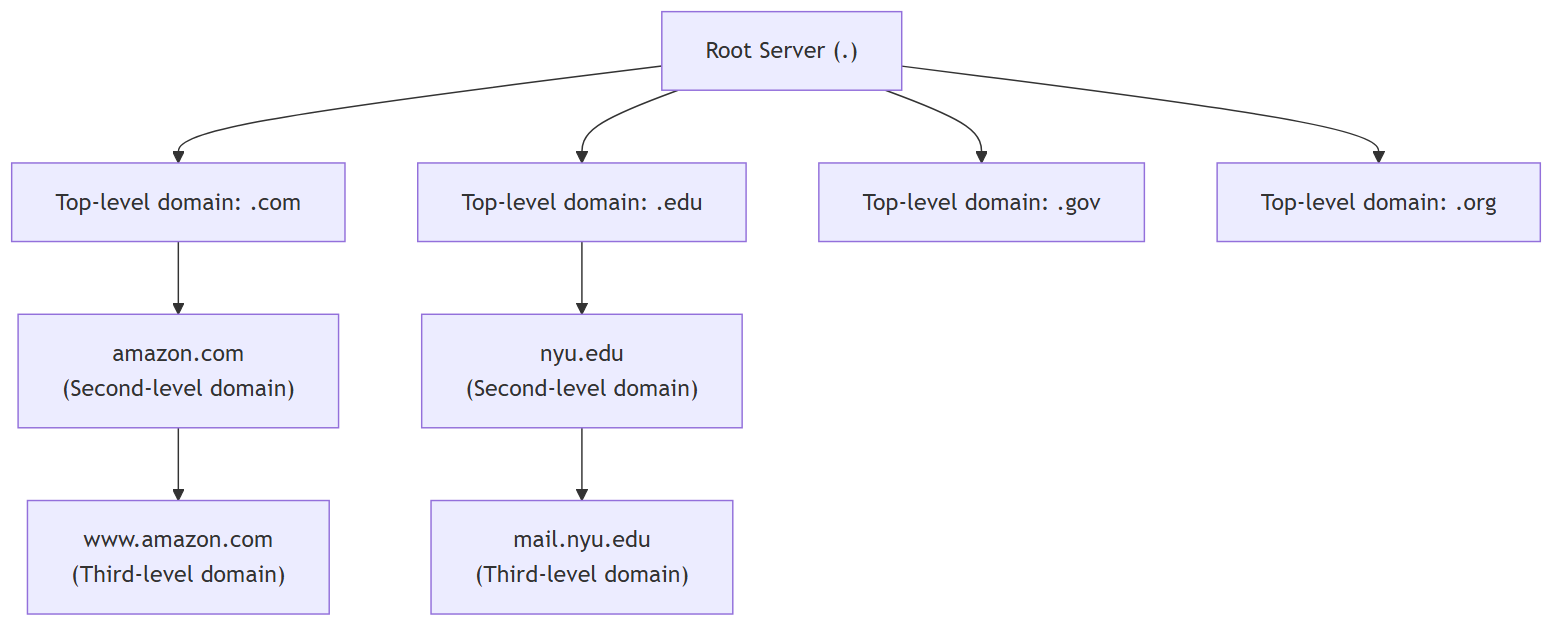 Root Server (.)
Top-level domain: .com
Top-level domain: .edu
Top-level domain: .gov
Top-level domain: .org
amazon.com
(Second-level domain)
nyu.edu
(Second-level domain)
www.amazon.com
(Third-level domain)
mail.nyu.edu
(Third-level domain)